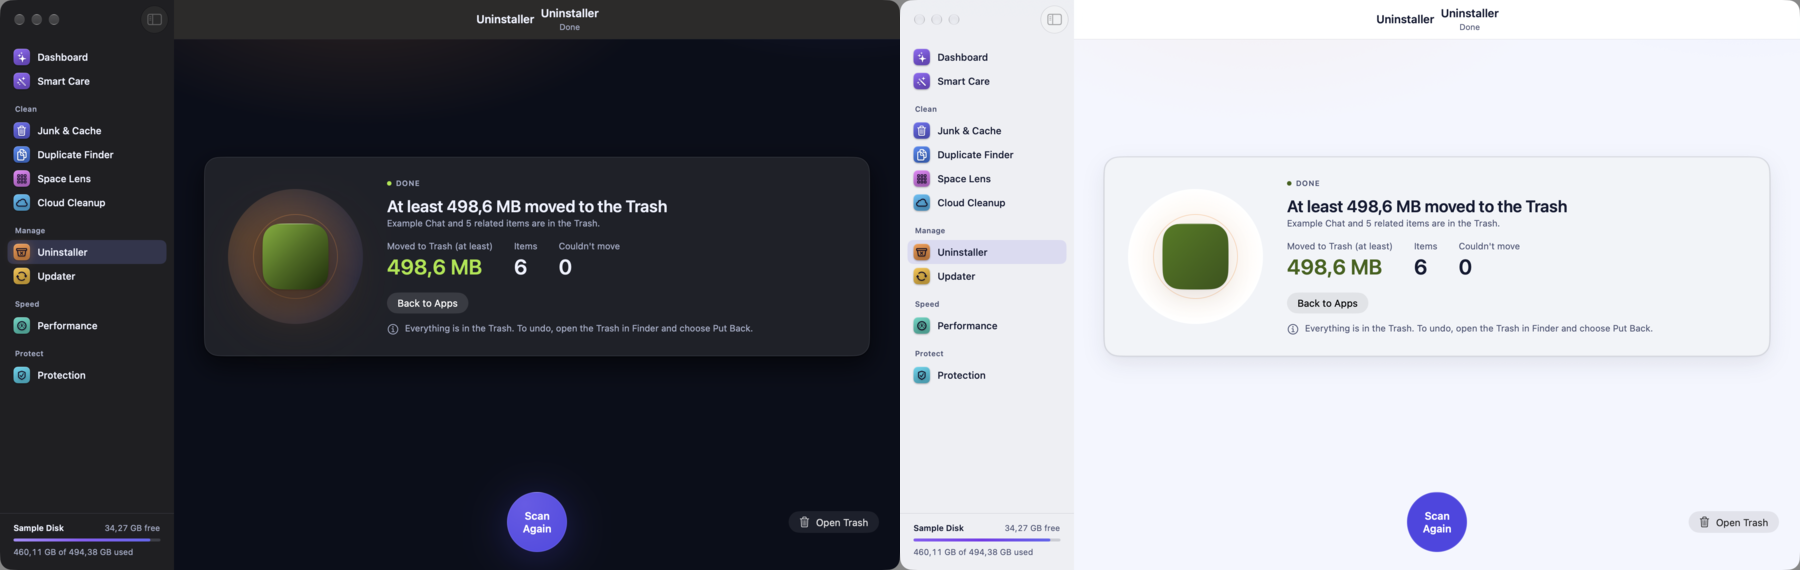 Uninstaller Uninstaller
Done
Dashboard
Smart Care
Clean
Junk & Cache
Duplicate Finder
Space Lens
Cloud Cleanup
Manage
Uninstaller
Updater
Speed
Performance
Protect
Protection
Sample Disk 34,27 GB free
460,11 GB of 494,38 GB used
DONE
At least 498,6 MB moved to the Trash
Example Chat and 5 related items are in the Trash.
Moved to Trash (at least) Items Couldn't move
498,6 MB 6 0
Back to Apps
Everything is in the Trash. To undo, open the Trash in Finder and choose Put Back.
Scan
Again
Open Trash
Uninstaller Uninstaller
Done
Dashboard
Smart Care
Clean
Junk & Cache
Duplicate Finder
Space Lens
Cloud Cleanup
Manage
Uninstaller
Updater
Speed
Performance
Protect
Protection
Sample Disk 34,27 GB free
460,11 GB of 494,38 GB used
DONE
At least 498,6 MB moved to the Trash
Example Chat and 5 related items are in the Trash.
Moved to Trash (at least) Items Couldn't move
498,6 MB 6 0
Back to Apps
Everything is in the Trash. To undo, open the Trash in Finder and choose Put Back.
Scan
Again
Open Trash